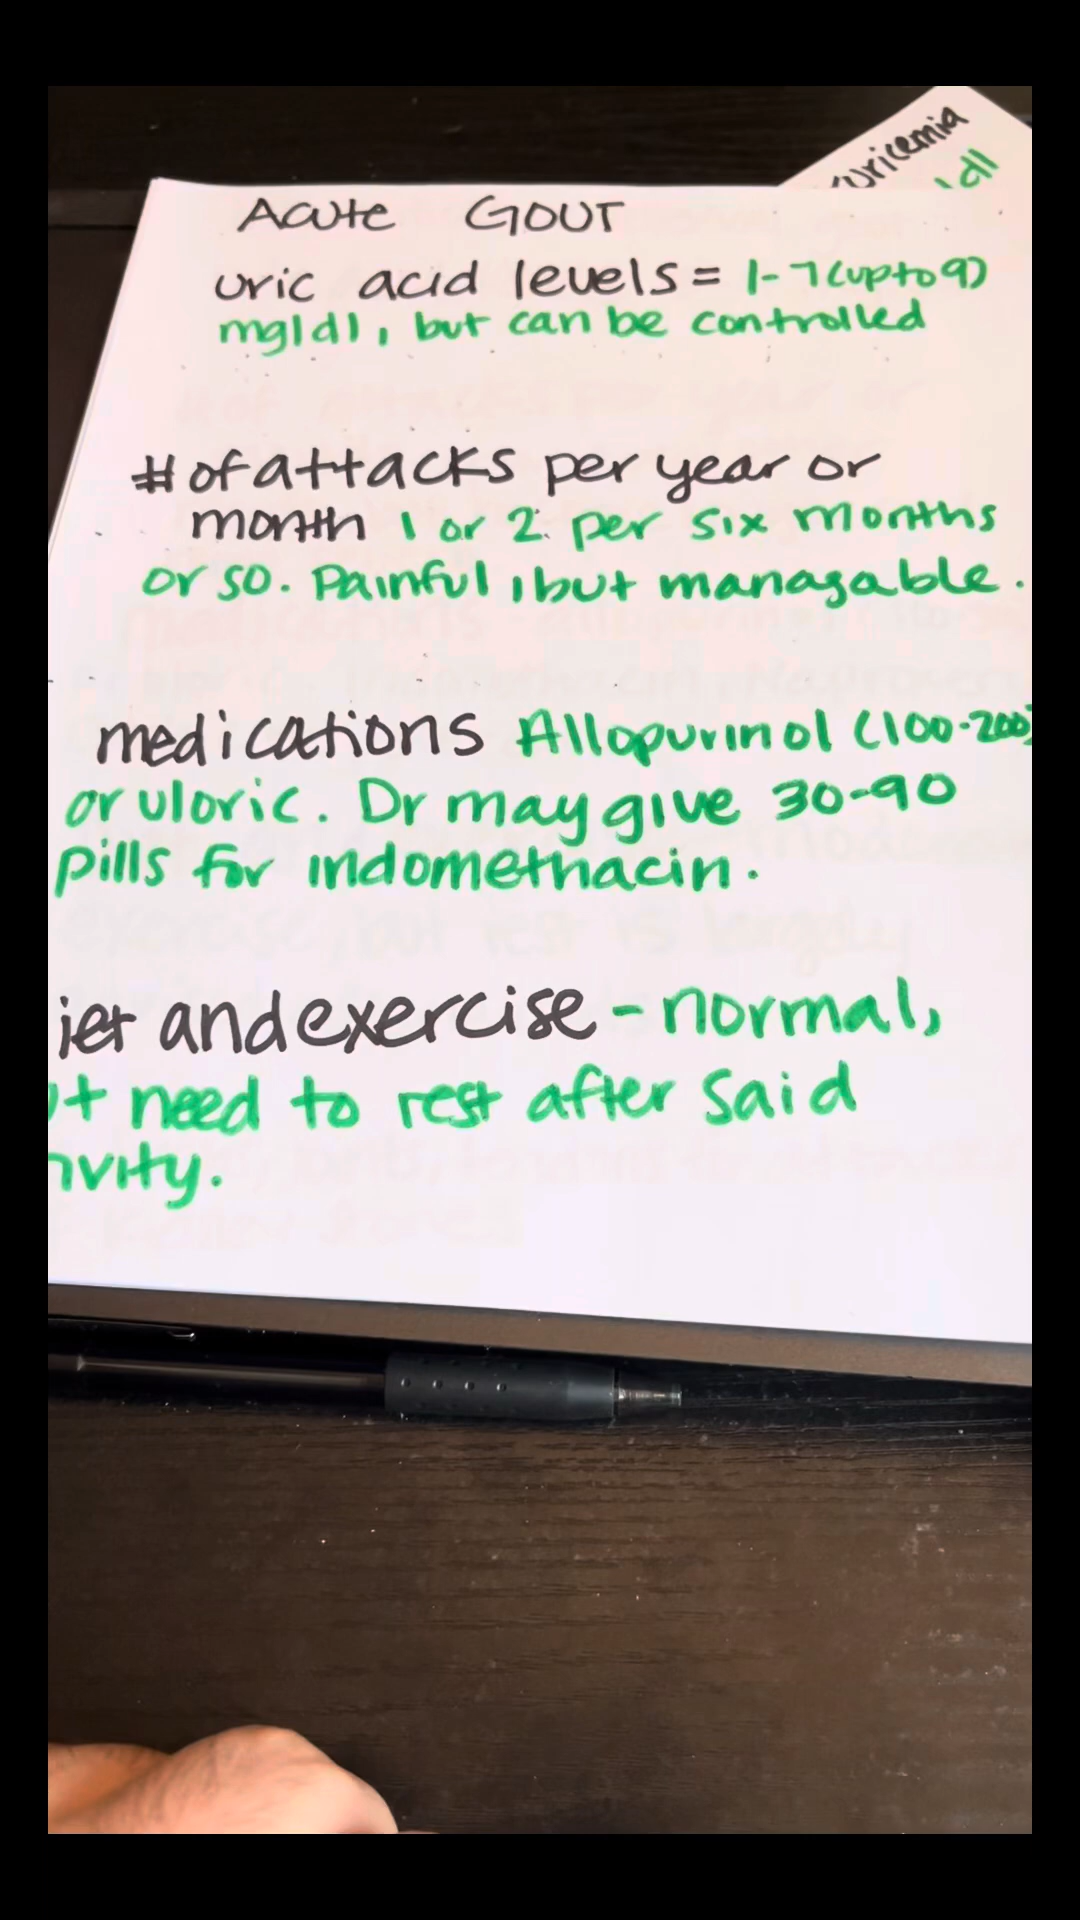 uricemia
dl
Acute GOUT
uric acid levels = 1-7 (up to 9)
mg/dl, but can be controlled
# of attacks per year or
month 1 or 2 per six months
or so. Painful, but managable.
medications Allopurinol (100-200)
or uloric. Dr may give 30-90
pills for indomethacin.
iet and exercise - normal,
ut need to rest after said
ivity.